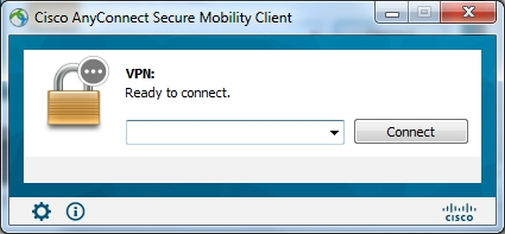 Cisco AnyConnect Secure Mobility Client
VPN:
Ready to connect.
Connect
CISCO